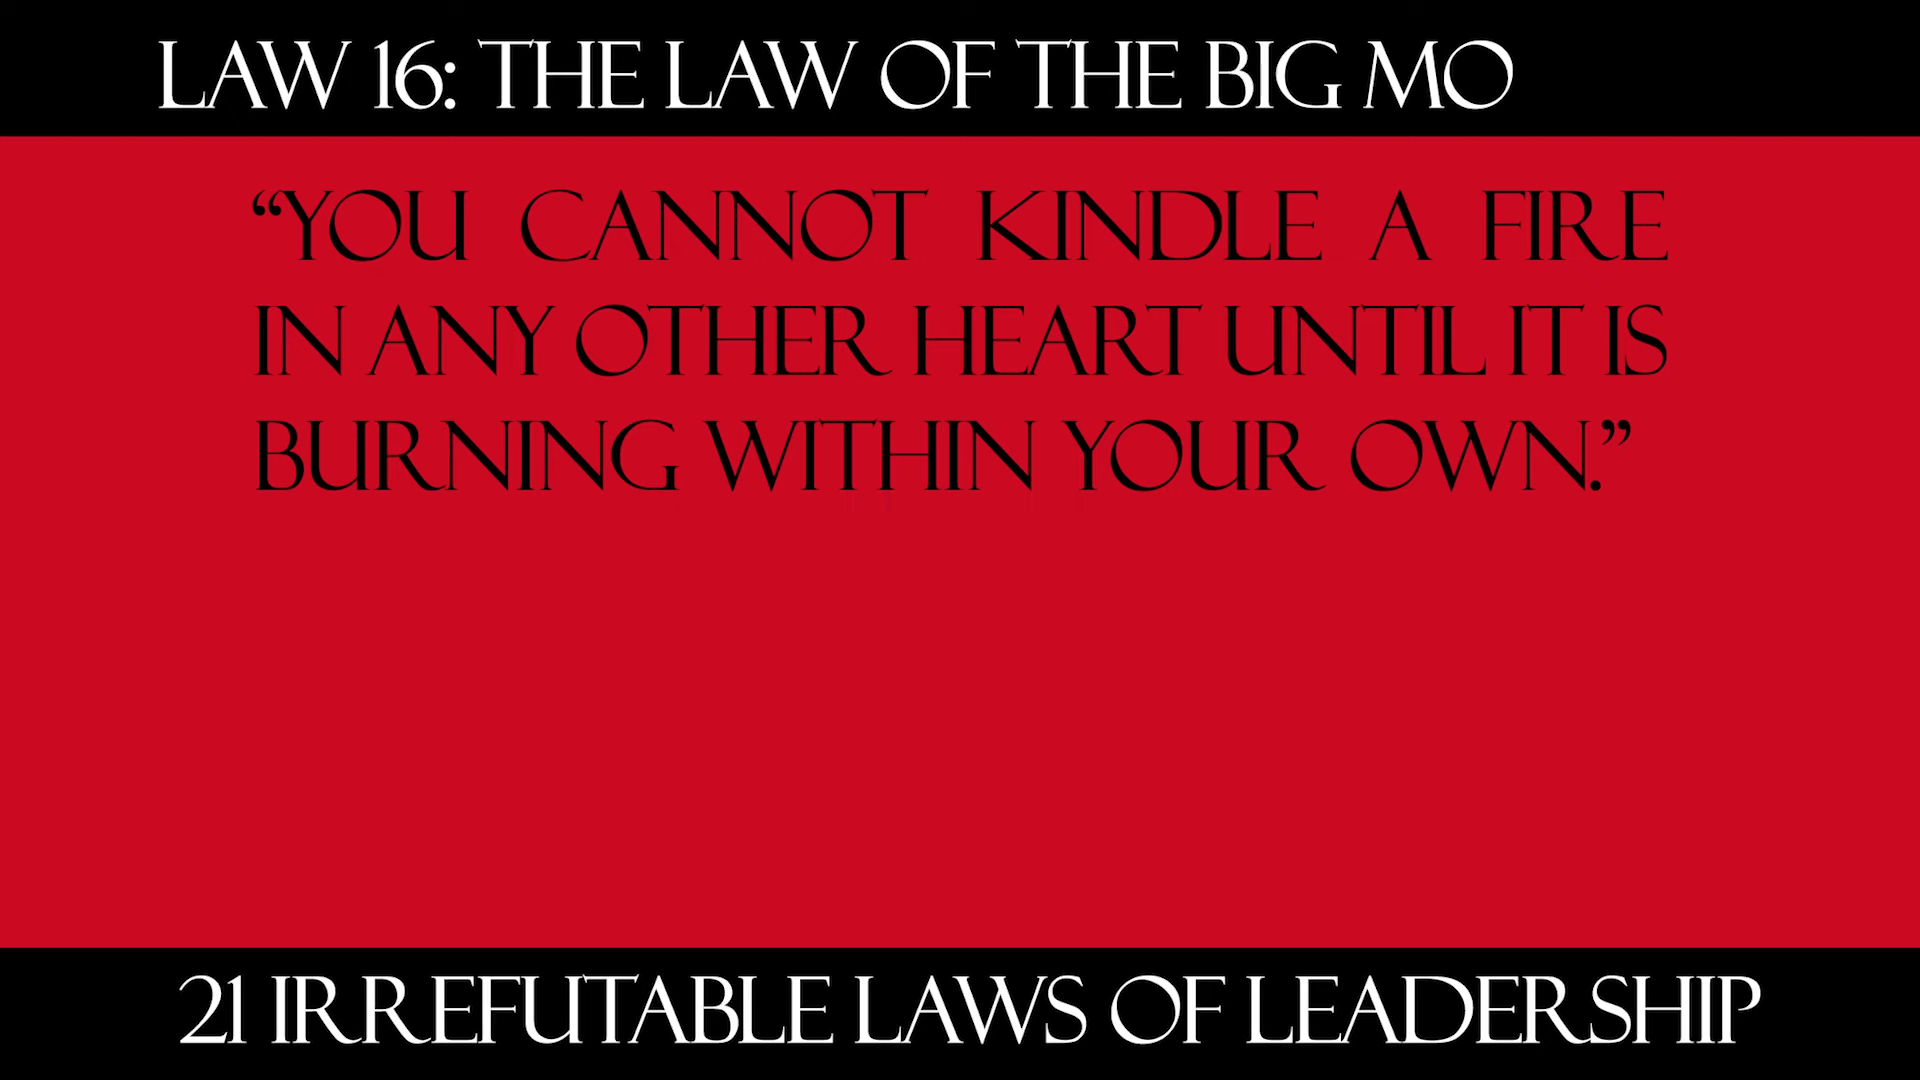 LAW 16: THE LAW OF THE BIG MO
“YOU CANNOT KINDLE A FIRE
IN ANY OTHER HEART UNTIL IT IS
BURNING WITHIN YOUR OWN.”
21 IRREFUTABLE LAWS OF LEADERSHIP